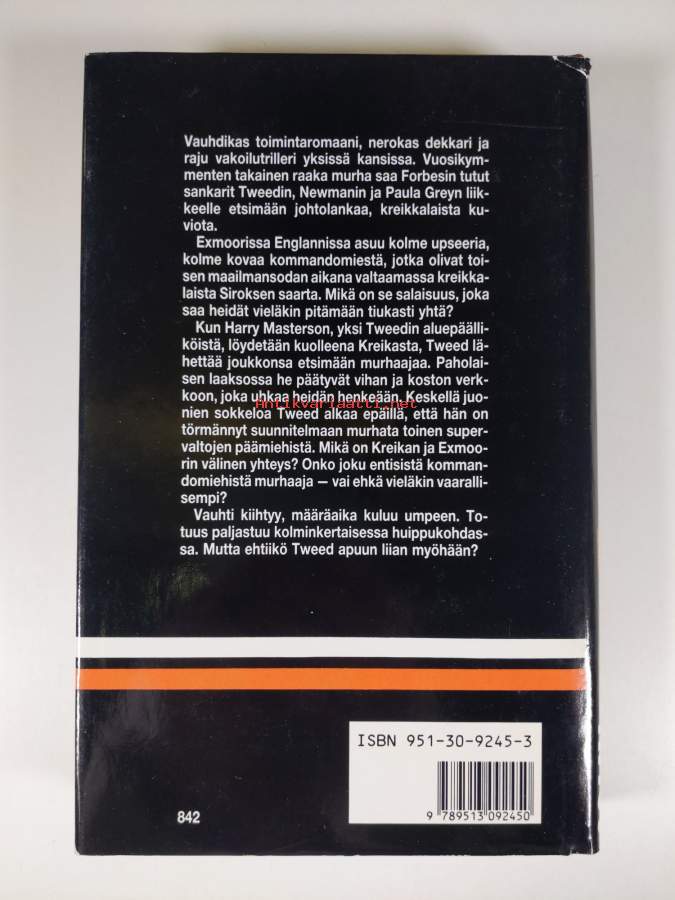 Vauhdikas toimintaromaani, nerokas dekkari ja
raju vakoilutrilleri yksissä kansissa. Vuosikym-
menten takainen raaka murha saa Forbesin tutut
sankarit Tweedin, Newmanin ja Paula Greyn liik-
keelle etsimään johtolankaa, kreikkalaista ku-
viota.
Exmoorissa Englannissa asuu kolme upseeria,
kolme kovaa kommandomiestä, jotka olivat toi-
sen maailmansodan aikana valtaamassa kreikka-
laista Siroksen saarta. Mikä on se salaisuus, joka
saa heidät vieläkin pitämään tiukasti yhtä?
Kun Harry Masterson, yksi Tweedin aluepäälli-
köistä, löydetään kuolleena Kreikasta, Tweed lä-
hettää joukkonsa etsimään murhaajaa. Paholai-
sen laaksossa he päätyvät vihan ja koston verk-
koon, joka uhkaa heidän henkeään. Keskellä juo-
Antikvariaatti.net
nien sokkeloa Tweed alkaa epäillä, että hän on
törmännyt suunnitelmaan murhata toinen super-
valtojen päämiehistä. Mikä on Kreikan ja Exmoo-
rin välinen yhteys? Onko joku entisistä komman-
domiehistä murhaaja — vai ehkä vieläkin vaaralli-
sempi?
Vauhti kiihtyy, määräaika kuluu umpeen. To-
tuus paljastuu kolminkertaisessa huippukohdas-
sa. Mutta ehtiikö Tweed apuun liian myöhään?
ISBN 951-30-9245-3
9 789513 092450
842